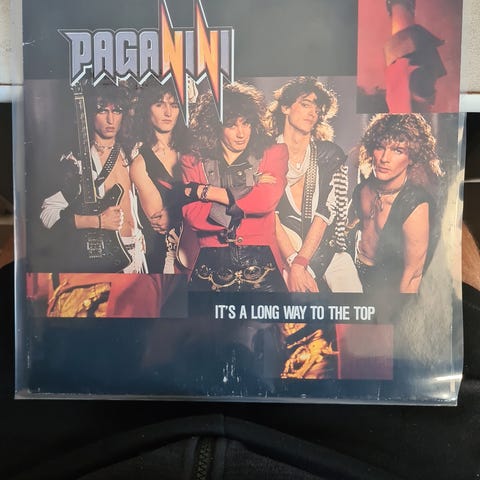 PAGANINI
IT'S A LONG WAY TO THE TOP